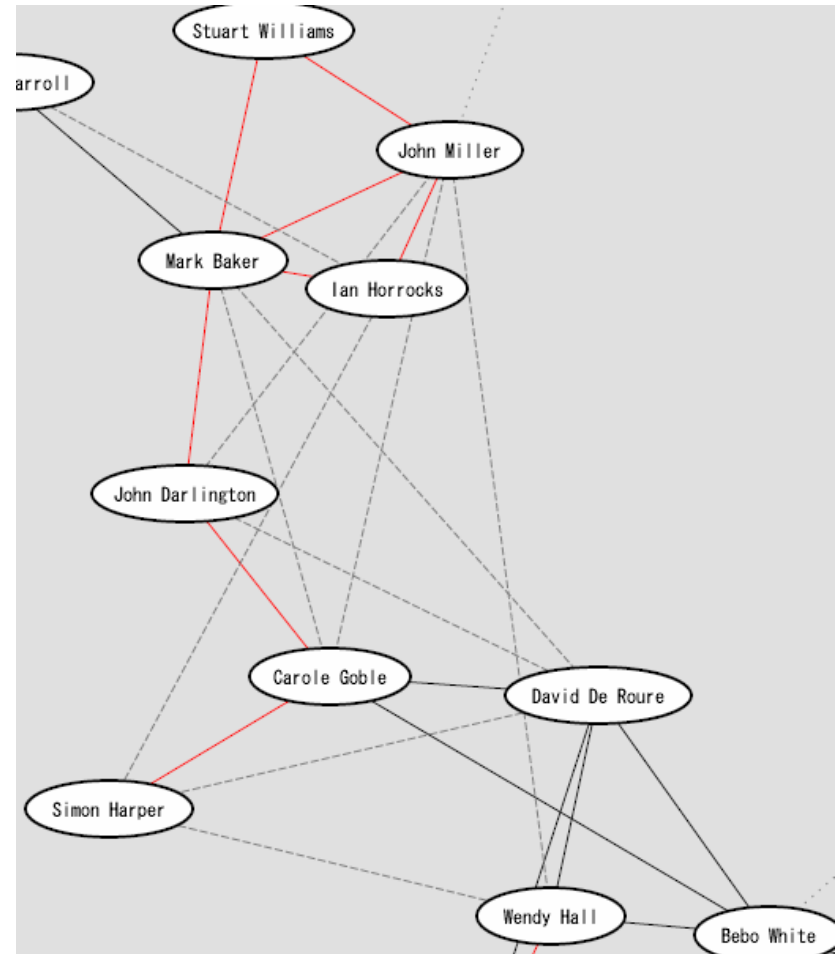 Stuart Williams
arroll
John Miller
Mark Baker
Ian Horrocks
John Darlington
Carole Goble
David De Roure
Simon Harper
Wendy Hall
Bebo White